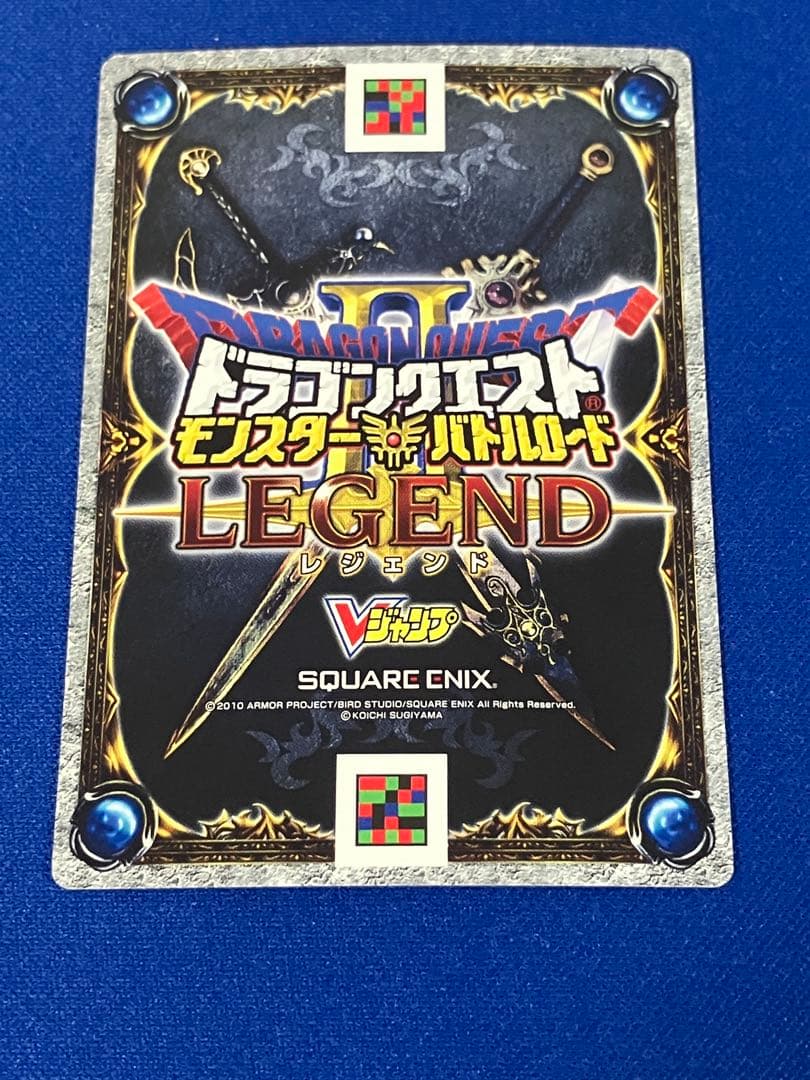 DRAGON QUEST
II
ドラゴンクエスト®
モンスター バトルロード
LEGEND
レジェンド
Vジャンプ
SQUARE ENIX®
©2010 ARMOR PROJECT/BIRD STUDIO/SQUARE ENIX All Rights Reserved.
©KOICHI SUGIYAMA